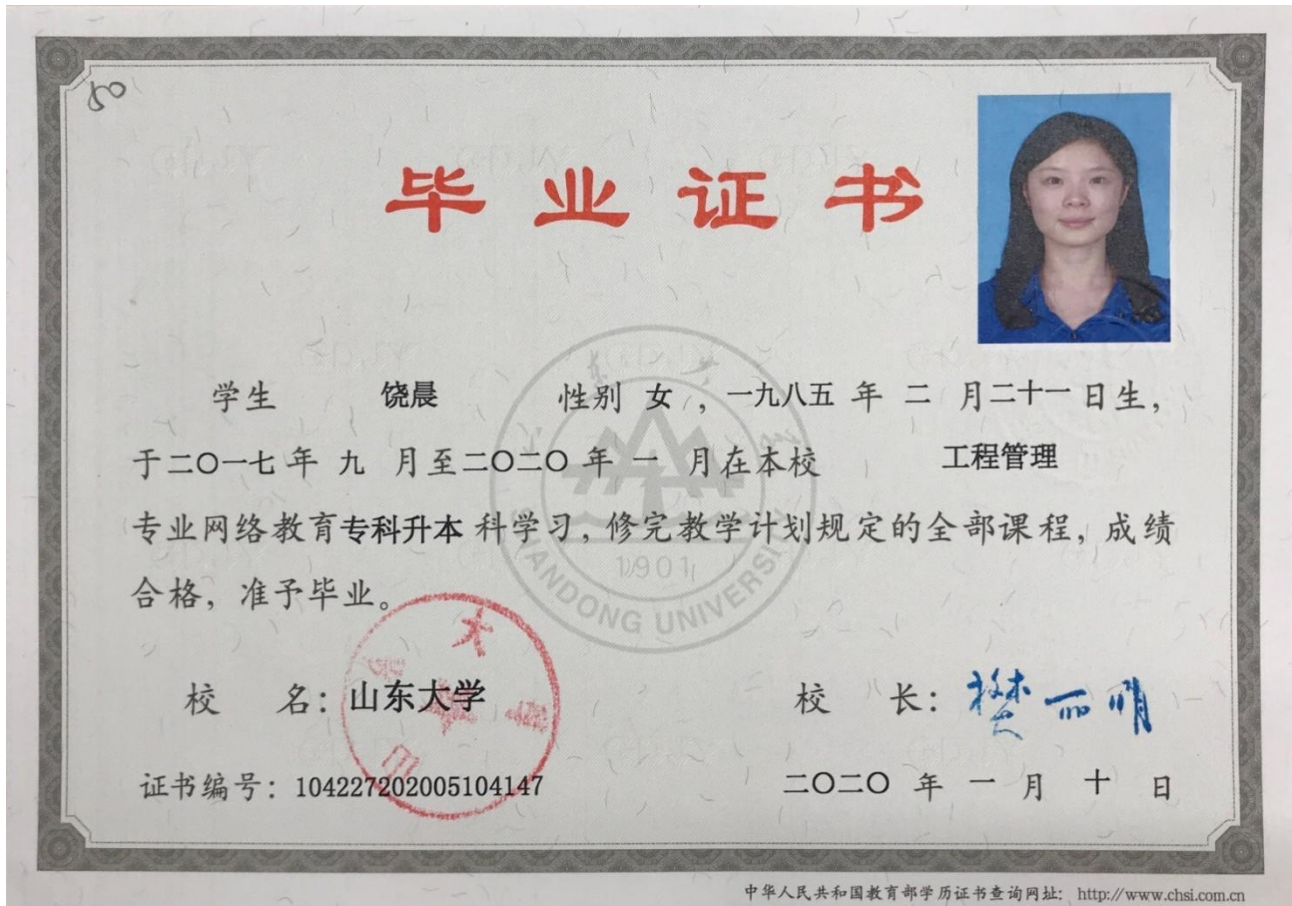 50
毕业证书
学生 饶晨 性别 女，一九八五 年 二 月二十一日生，
于二〇一七年 九 月至二〇二〇 年 一 月在本校 工程管理
专业网络教育专科升本 科学习，修完教学计划规定的全部课程，成绩
合格，准予毕业。
1901
SHANDONG UNIVERSITY
校 名：山东大学
校 长：樊丽明
证书编号：104227202005104147
二〇二〇 年 一 月 十 日
中华人民共和国教育部学历证书查询网址：http://www.chsi.com.cn